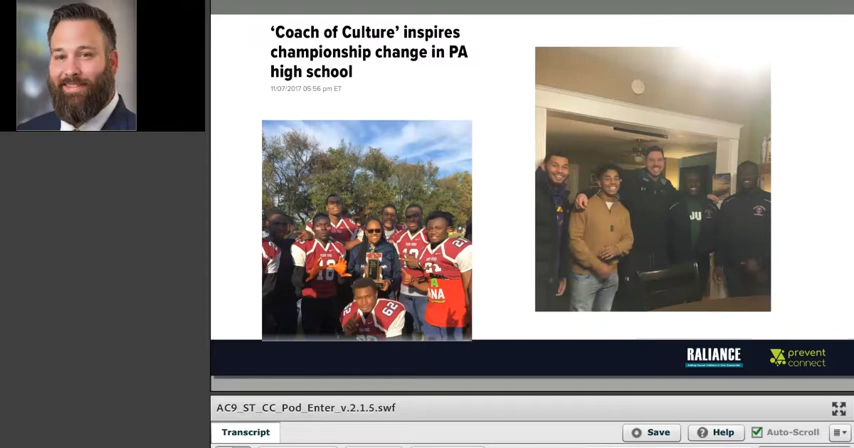 'Coach of Culture' inspires
championship change in PA
high school
11/07/2017 05:56 pm ET
RALIANCE
prevent
connect
AC9_ST_CC_Pod_Enter_v.2.1.5.swf
Transcript
Save
Help
Auto-Scroll